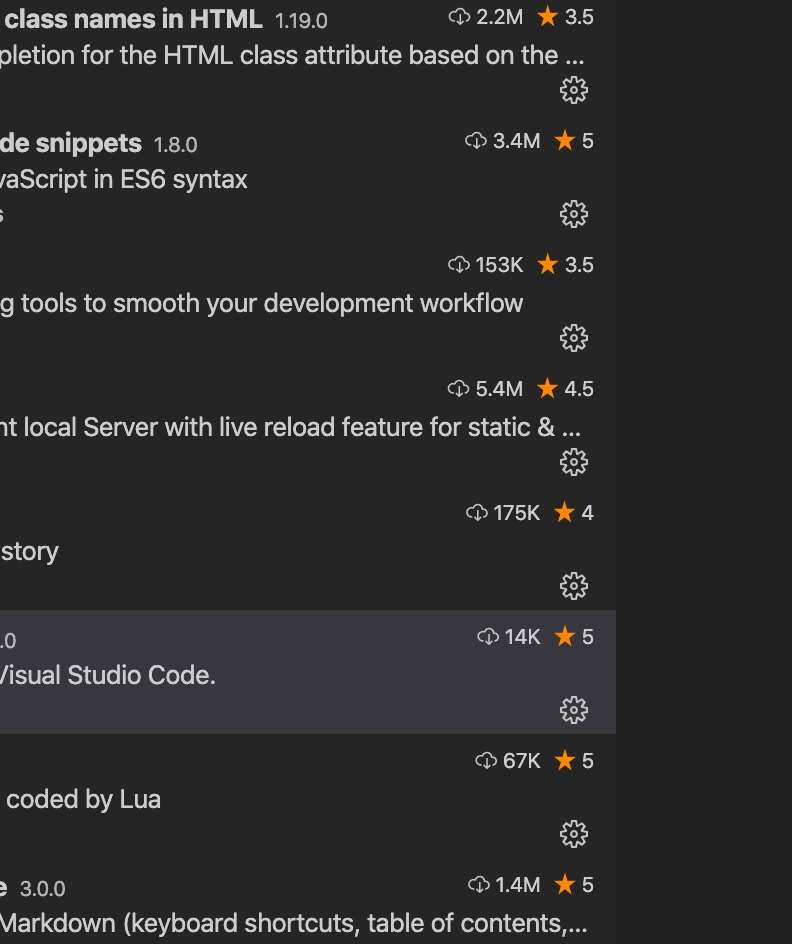 class names in HTML 1.19.0 2.2M 3.5
pletion for the HTML class attribute based on the ...
de snippets 1.8.0 3.4M 5
vaScript in ES6 syntax
s
153K 3.5
g tools to smooth your development workflow
5.4M 4.5
nt local Server with live reload feature for static & ...
175K 4
story
.0 14K 5
Visual Studio Code.
67K 5
coded by Lua
e 3.0.0 1.4M 5
Markdown (keyboard shortcuts, table of contents,...